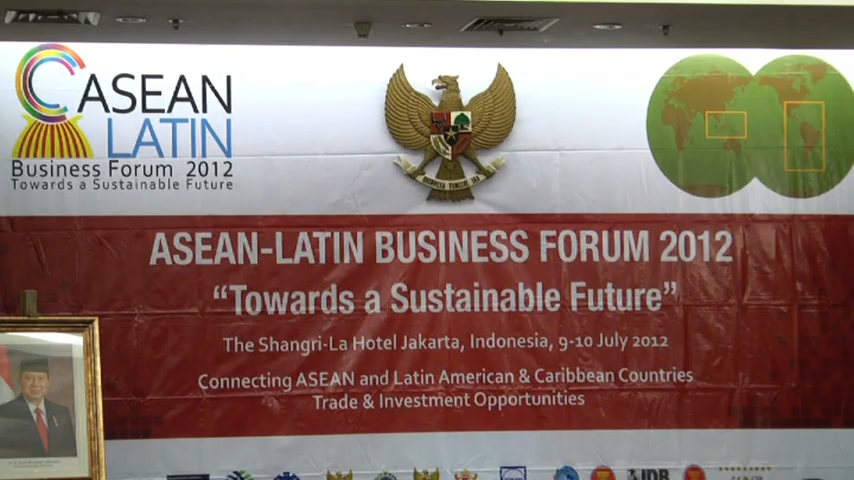 ASEAN
LATIN
Business Forum 2012
Towards a Sustainable Future
ASEAN-LATIN BUSINESS FORUM 2012
“Towards a Sustainable Future”
The Shangri-La Hotel Jakarta, Indonesia, 9-10 July 2012
Connecting ASEAN and Latin American & Caribbean Countries
Trade & Investment Opportunities
IDB